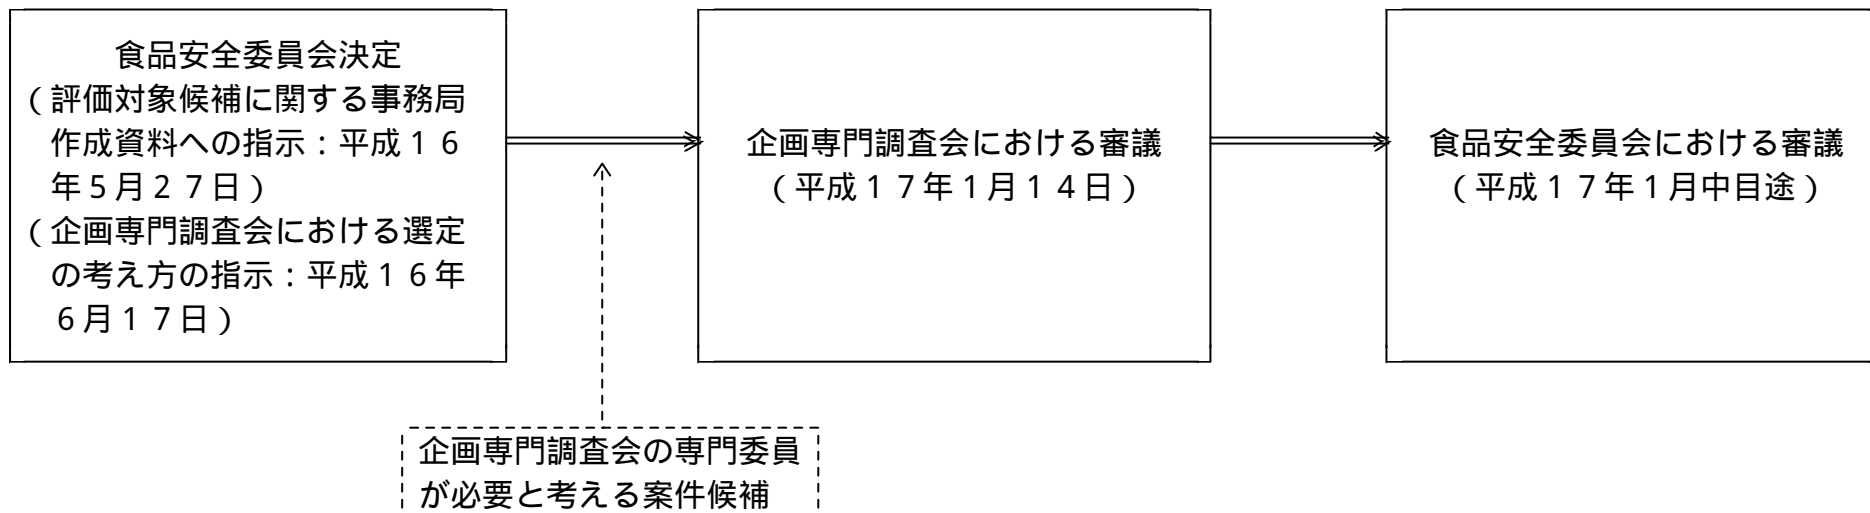 食品安全委員会決定
(評価対象候補に関する事務局
作成資料への指示:平成16
年5月27日)
(企画専門調査会における選定
の考え方の指示:平成16年
6月17日)
企画専門調査会における審議
(平成17年1月14日)
食品安全委員会における審議
(平成17年1月中目途)
企画専門調査会の専門委員
が必要と考える案件候補